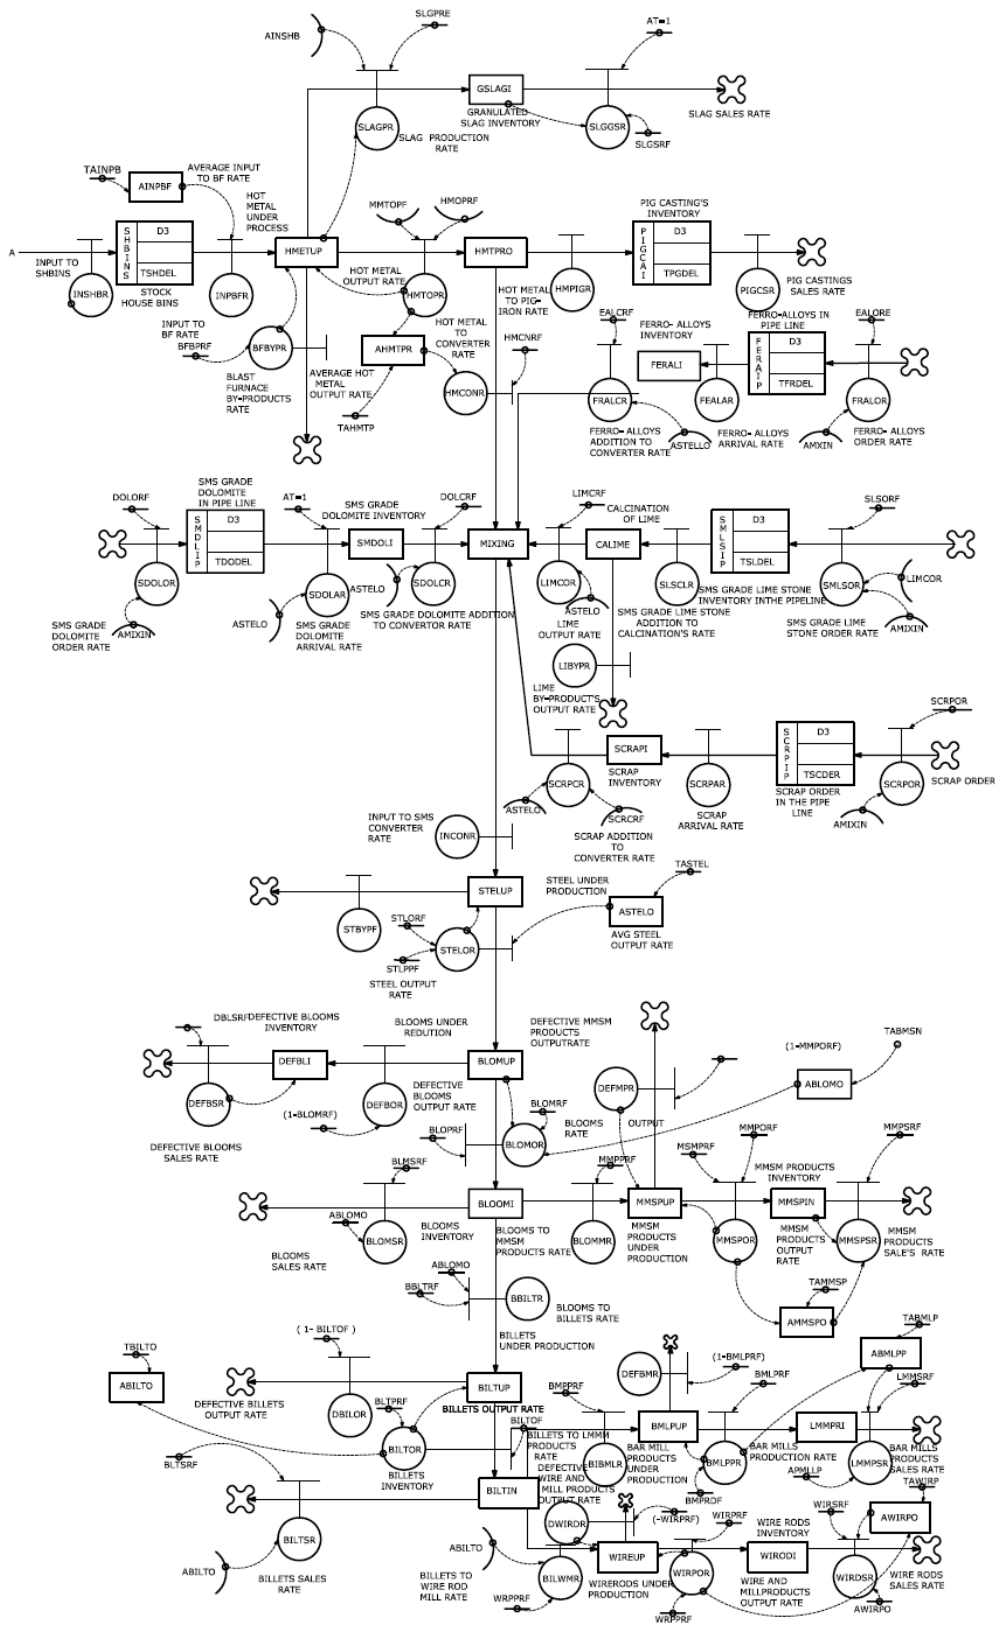 SLGPRE
AINSHB
AT=1
GSLAGI
GRANULATED
SLAG INVENTORY
SLAGPR
SLAG PRODUCTION
RATE
SLGGSR
SLGSRF
SLAG SALES RATE
TAINPB
AINPBF
AVERAGE INPUT
TO BF RATE
HOT
METAL
UNDER
PROCESS
MMTOPF
HMOPRF
PIG CASTING'S
INVENTORY
A
INPUT TO
SHBINS
SHBINS
D3
TSHDEL
STOCK
HOUSE BINS
INSHBR
INPBFR
HMETUP
HOT METAL
OUTPUT RATE
HMTOPR
HMTPRO
HOT METAL
TO PIG-
IRON RATE
HMPIGR
PIGCAI
D3
TPGDEL
PIGCSR
PIG CASTINGS
SALES RATE
INPUT TO
BF RATE
BFBPRF
BFBYPR
BLAST
FURNACE
BY-PRODUCTS
RATE
AHMTPR
AVERAGE HOT
METAL
OUTPUT RATE
TAHMTP
HOT METAL
TO
CONVERTER
RATE
HMCNRF
HMCONR
EALCRF
FERRO- ALLOYS
INVENTORY
FERRO-ALLOYS IN
PIPE LINE
EALORE
FERALI
FERAIP
D3
TFRDEL
FRALCR
FEALAR
FRALOR
FERRO- ALLOYS
ADDITION TO
CONVERTER RATE
ASTELLO
FERRO- ALLOYS
ARRIVAL RATE
AMXIN
FERRO- ALLOYS
ORDER RATE
DOLORF
SMS GRADE
DOLOMITE
IN PIPE LINE
AT=1
SMS GRADE
DOLOMITE INVENTORY
DOLCRF
LIMCRF
CALCINATION
OF LIME
SLSORF
SMDLIP
D3
TDODEL
SMDOLI
MIXING
CALIME
SMLSIP
D3
TSLDEL
SDOLOR
SDOLAR
ASTELO
SDOLCR
LIMCOR
SLSCLR
SMLSOR
LIMCOR
SMS GRADE
DOLOMITE
ORDER RATE
AMIXIN
ASTELO
SMS GRADE
DOLOMITE
ARRIVAL RATE
SMS GRADE DOLOMITE ADDITION
TO CONVERTOR RATE
ASTELO
LIME
OUTPUT RATE
SMS GRADE LIME STONE
ADDITION TO
CALCINATION'S RATE
SMS GRADE LIME STONE
INVENTORY INTHE PIPELINE
SMS GRADE LIME
STONE ORDER RATE
AMIXIN
LIBYPR
LIME
BY-PRODUCT'S
OUTPUT RATE
SCRPOR
SCRAPI
SCRAP
INVENTORY
SCRPIP
D3
TSCDER
SCRAP ORDER
IN THE PIPE
LINE
SCRAP ORDER
SCRPCR
SCRPAR
SCRPOR
ASTELO
SCRCRF
SCRAP
ARRIVAL RATE
AMIXIN
SCRAP ADDITION
TO
CONVERTER RATE
INPUT TO SMS
CONVERTER
RATE
INCONR
STELUP
STEEL UNDER
PRODUCTION
TASTEL
ASTELO
AVG STEEL
OUTPUT RATE
STBYPF
STLORF
STELOR
STLPPF
STEEL OUTPUT
RATE
DBLSRF
DEFECTIVE BLOOMS
INVENTORY
BLOOMS UNDER
REDUTION
DEFECTIVE MMSM
PRODUCTS
OUTPUTRATE
(1-MMPORF)
TABMSN
DEFBLI
BLOMUP
ABLOMO
DEFBSR
(1-BLOMRF)
DEFBOR
DEFECTIVE
BLOOMS
OUTPUT RATE
DEFMPR
DEFECTIVE BLOOMS
SALES RATE
BLOPRF
BLOMRF
BLOMOR
BLOOMS
RATE
OUTPUT
BLMSRF
MMPPRF
MSMPRF
MMPORF
MMPSRF
MMSM PRODUCTS
INVENTORY
BLOOMI
MMSPUP
MMSPIN
ABLOMO
BLOMSR
BLOOMS
INVENTORY
BLOOMS TO
MMSM
PRODUCTS RATE
BLOMMR
MMSM
PRODUCTS
UNDER
PRODUCTION
MMSPOR
MMSM
PRODUCTS
OUTPUT
RATE
MMSPSR
MMSM
PRODUCTS
SALE'S RATE
BLOOMS
SALES RATE
ABLOMO
BBLTRF
BBILTR
BLOOMS TO
BILLETS RATE
TAMMSP
AMMSPO
BILLETS
UNDER PRODUCTION
( 1- BILTOF )
TBILTO
ABILTO
TABMLP
ABMLPP
DEFBMR
(1-BMLPRF)
BILTUP
DEFECTIVE BILLETS
OUTPUT RATE
DBILOR
BLTPRF
BILLETS OUTPUT RATE
BMPPRF
BMLPRF
LMMSRF
BILTOF
BMLPUP
LMMPRI
BILTOR
BILLETS TO LMMM
PRODUCTS
RATE
BLTSRF
BILLETS
INVENTORY
BIBMLR
BAR MILL
PRODUCTS
UNDER
PRODUCTION
BMLPPR
BAR MILLS
PRODUCTION RATE
LMMPSR
BAR MILLS
PRODUCTS
SALES RATE
APMLLP
BMPRDF
TAWIRP
BILTIN
DEFECTIVE
WIRE AND
MILL PRODUCTS
OUTPUT RATE
DWIRDR
(-WIRPRF)
WIRPRF
WIRE RODS
INVENTORY
WIRSRF
AWIRPO
BILTSR
ABILTO
WIREUP
WIRODI
ABILTO
BILLETS SALES
RATE
BILLETS TO
WIRE ROD
MILL RATE
BILWMR
WRPPRF
WIRERODS UNDER
PRODUCTION
WIRPOR
WRPPRF
WIRE AND
MILLPRODUCTS
OUTPUT RATE
WIRDSR
WIRE RODS
SALES RATE
AWIRPO